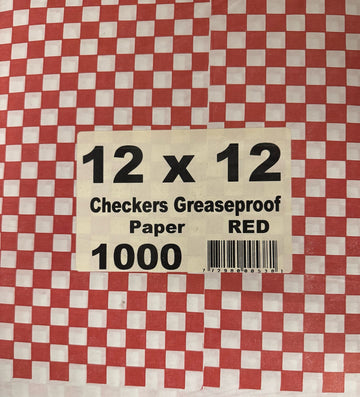 12 x 12
Checkers Greaseproof
Paper RED
1000